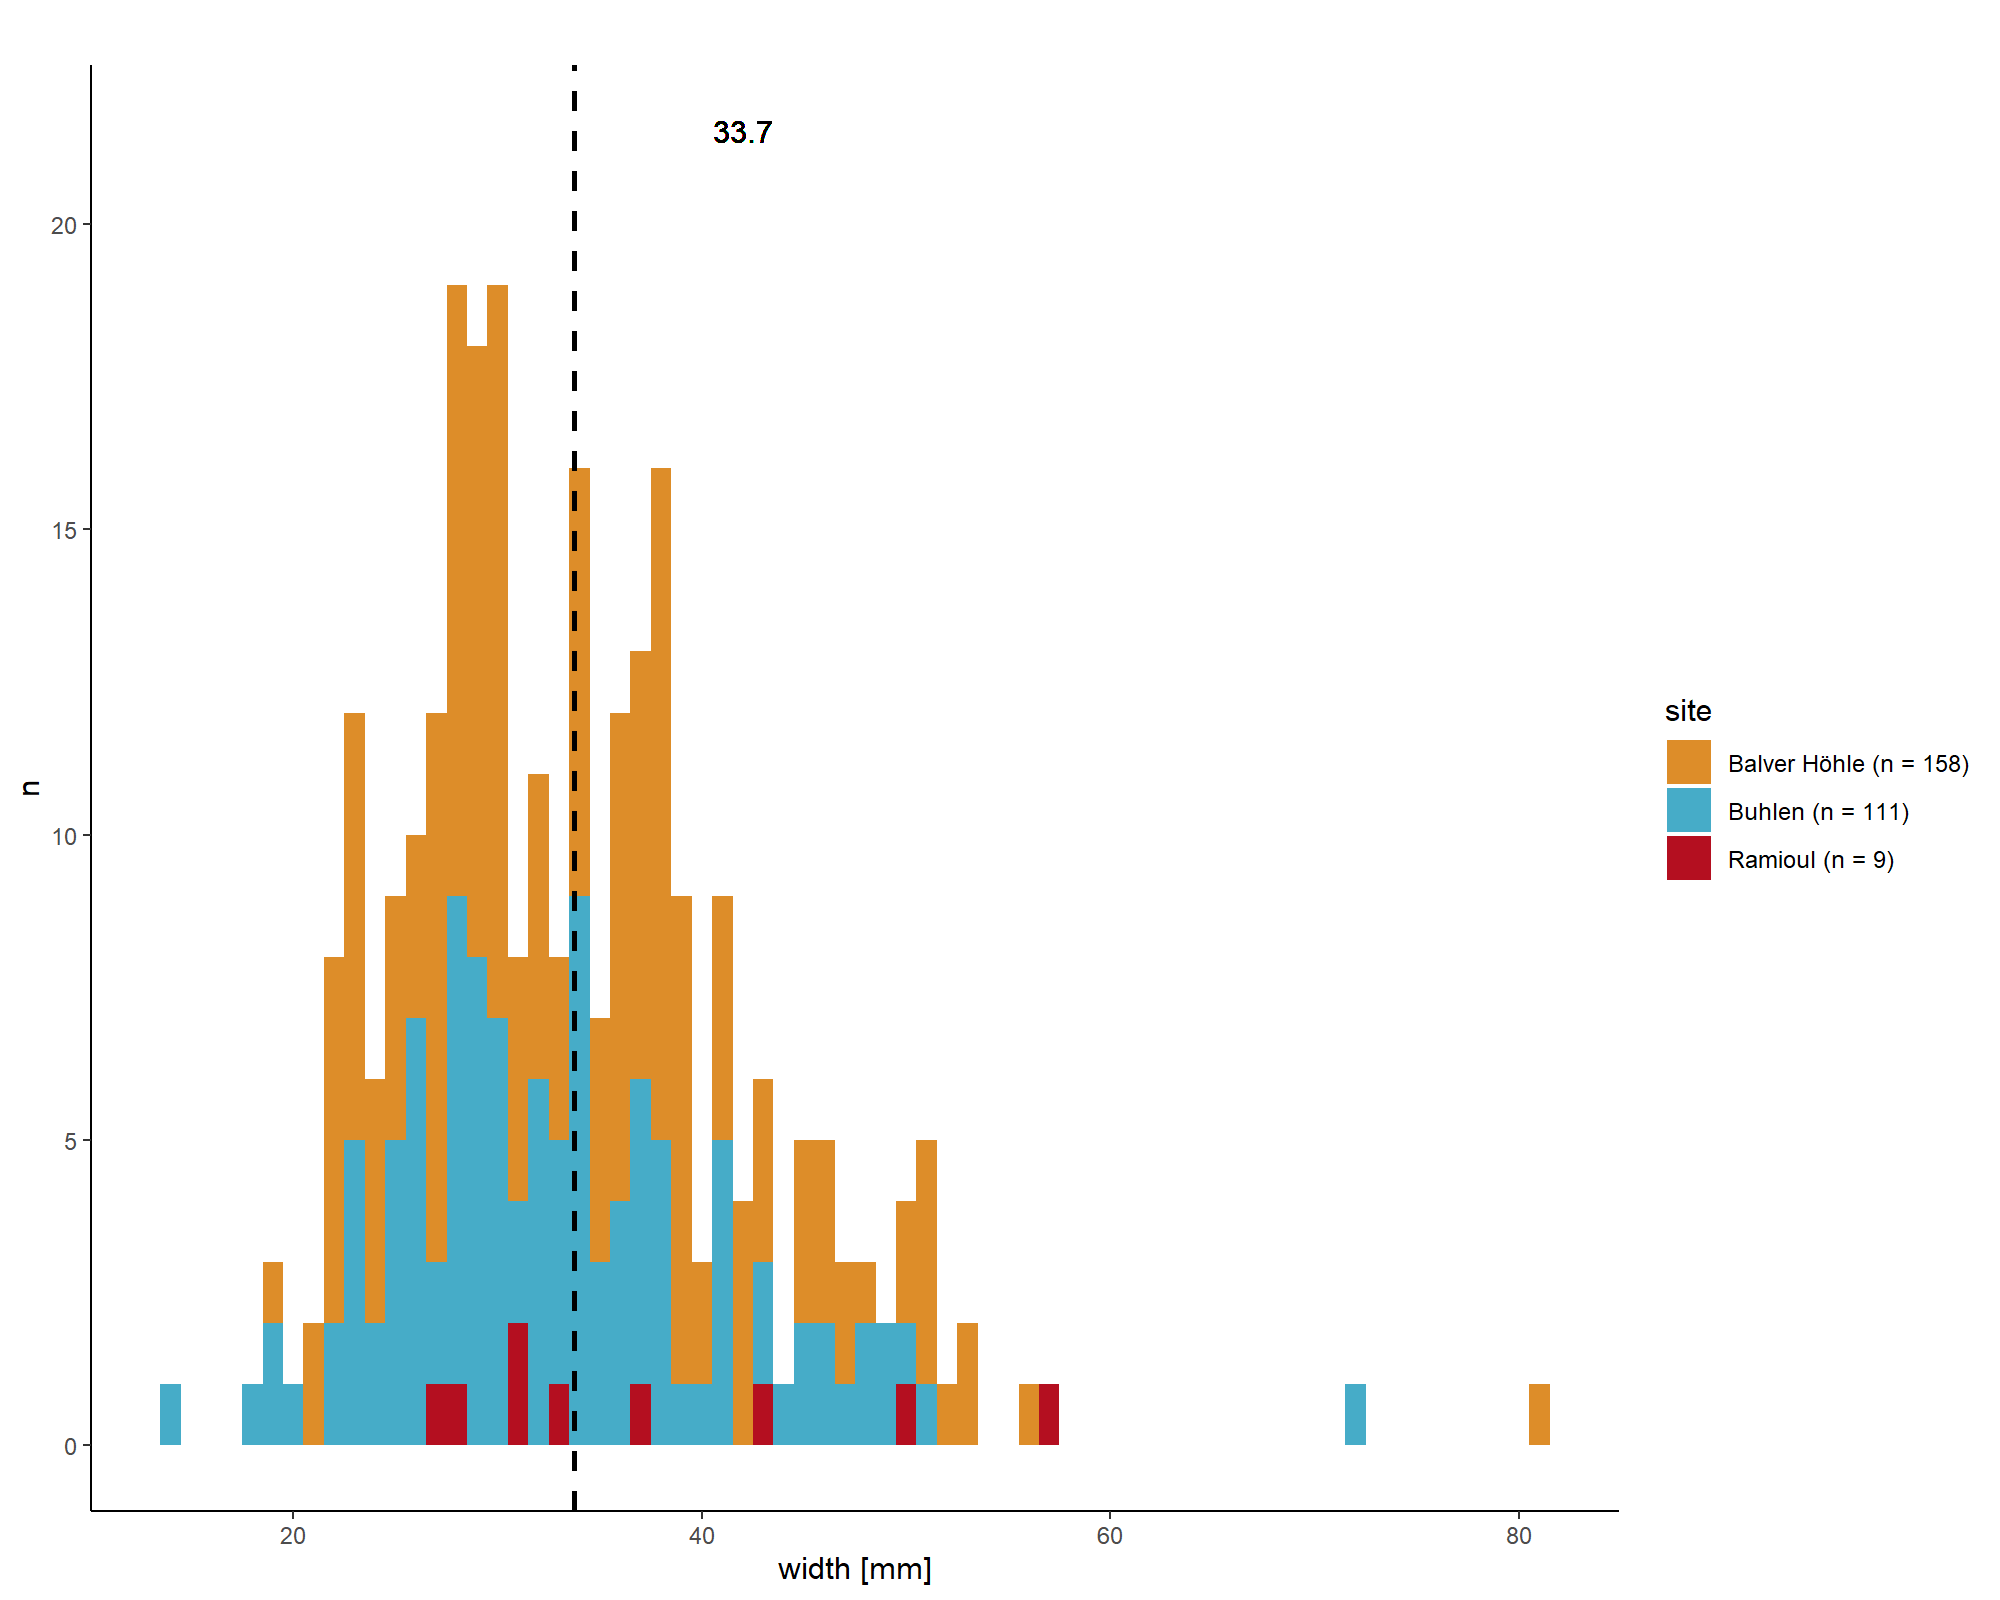 33.7
20
15
10
5
0
n
20 40 60 80
width [mm]
site
Balver Höhle (n = 158)
Buhlen (n = 111)
Ramioul (n = 9)